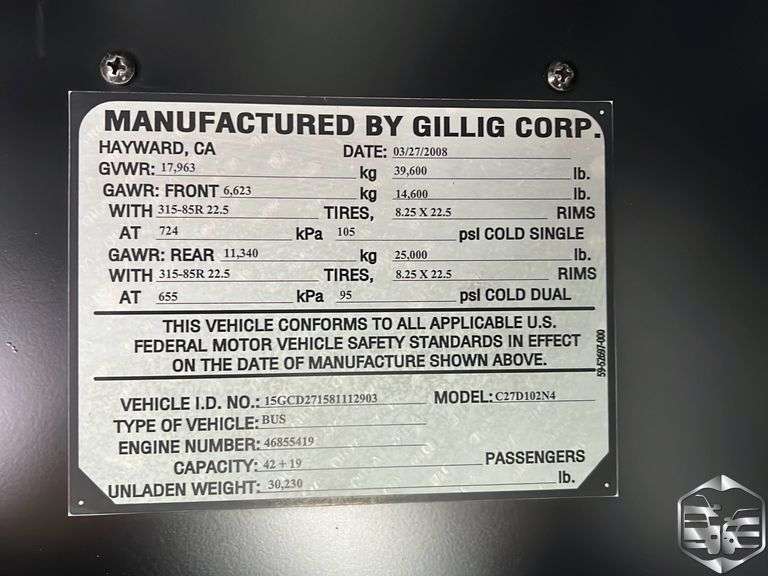 MANUFACTURED BY GILLIG CORP.
HAYWARD, CA DATE: 03/27/2008
GVWR: 17,963 kg 39,600 lb.
GAWR: FRONT 6,623 kg 14,600 lb.
WITH 315-85R 22.5 TIRES, 8.25 X 22.5 RIMS
AT 724 kPa 105 psI COLD SINGLE
GAWR: REAR 11,340 kg 25,000 lb.
WITH 315-85R 22.5 TIRES, 8.25 X 22.5 RIMS
AT 655 kPa 95 psI COLD DUAL
THIS VEHICLE CONFORMS TO ALL APPLICABLE U.S.
FEDERAL MOTOR VEHICLE SAFETY STANDARDS IN EFFECT
ON THE DATE OF MANUFACTURE SHOWN ABOVE.
59-52697-000
VEHICLE I.D. NO.: 15GCD271581112903 MODEL: C27D102N4
TYPE OF VEHICLE: BUS
ENGINE NUMBER: 46855419
CAPACITY: 42 + 19 PASSENGERS
UNLADEN WEIGHT: 30,230 lb.